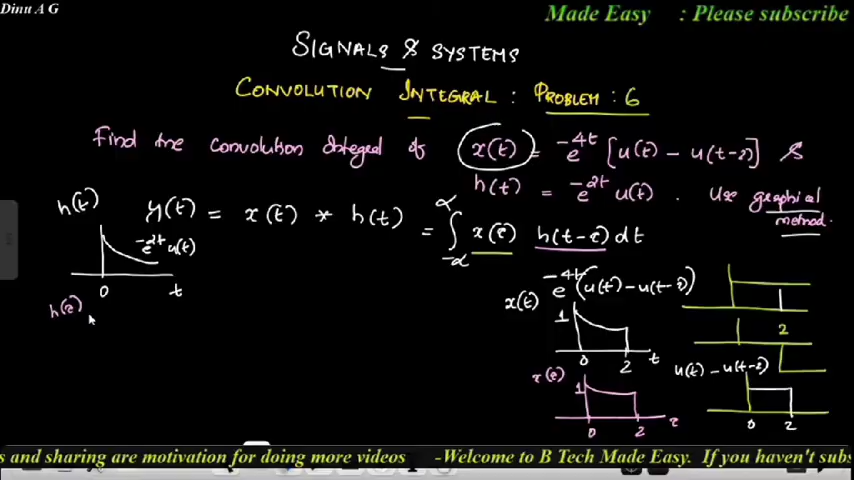 Dinu A G
Made Easy : Please subscribe
SIGNALS & SYSTEMS
CONVOLUTION INTEGRAL : PROBLEM : 6
Find the convolution Integral of x(t) = e^-4t [u(t) - u(t-2)] &
h(t) = e^-2t u(t). Use graphical method.
y(t) = x(t) * h(t) = ∫_-∞^∞ x(τ) h(t-τ) dt
h(t)
e^-2t u(t)
0 t
h(τ)
e^-4t (u(t) - u(t-2))
x(t)
1
0 2 t
x(τ)
1
0 2 τ
2
u(t) - u(t-2)
0 2
s and sharing are motivation for doing more videos -Welcome to B Tech Made Easy. If you haven't subs